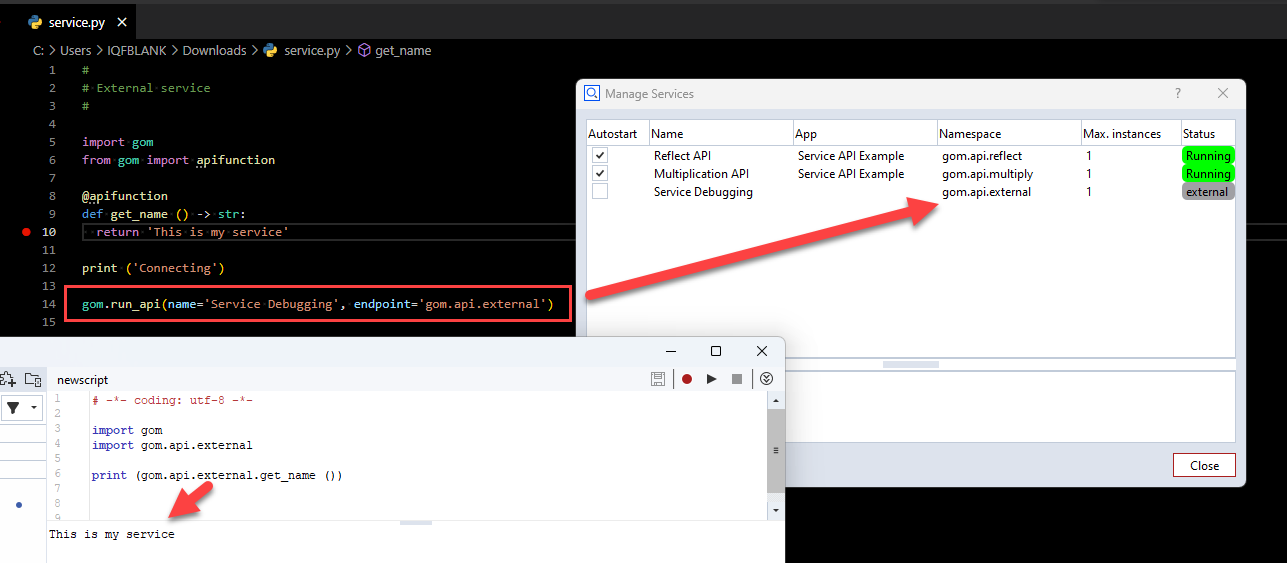 service.py
C: > Users > IQFBLANK > Downloads > service.py > get_name
1 #
2 # External service
3 #
4
5 import gom
6 from gom import apifunction
7
8 @apifunction
9 def get_name () -> str:
10 return 'This is my service'
11
12 print ('Connecting')
13
14 gom.run_api(name='Service Debugging', endpoint='gom.api.external')
15
Manage Services ?
Autostart Name App Namespace Max. instances Status
Reflect API Service API Example gom.api.reflect 1 Running
Multiplication API Service API Example gom.api.multiply 1 Running
Service Debugging gom.api.external 1 external
Close
newscript
1 # -*- coding: utf-8 -*-
2
3 import gom
4 import gom.api.external
5
6 print (gom.api.external.get_name ())
7
8
9
This is my service